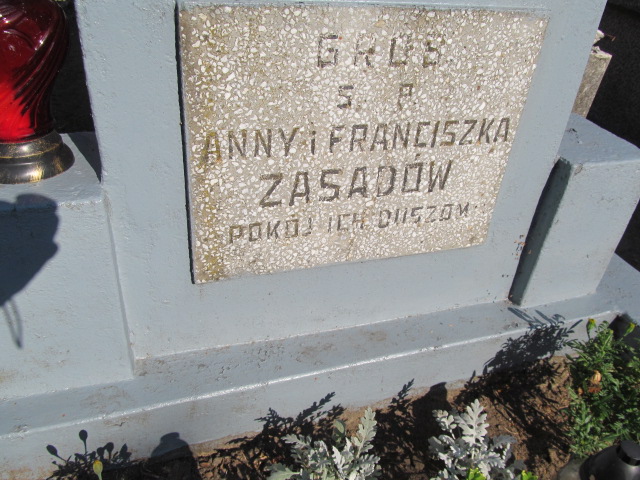 GRÓB
Ś. P.
ANNY i FRANCISZKA
ZASADÓW
POKÓJ ICH DUSZOM